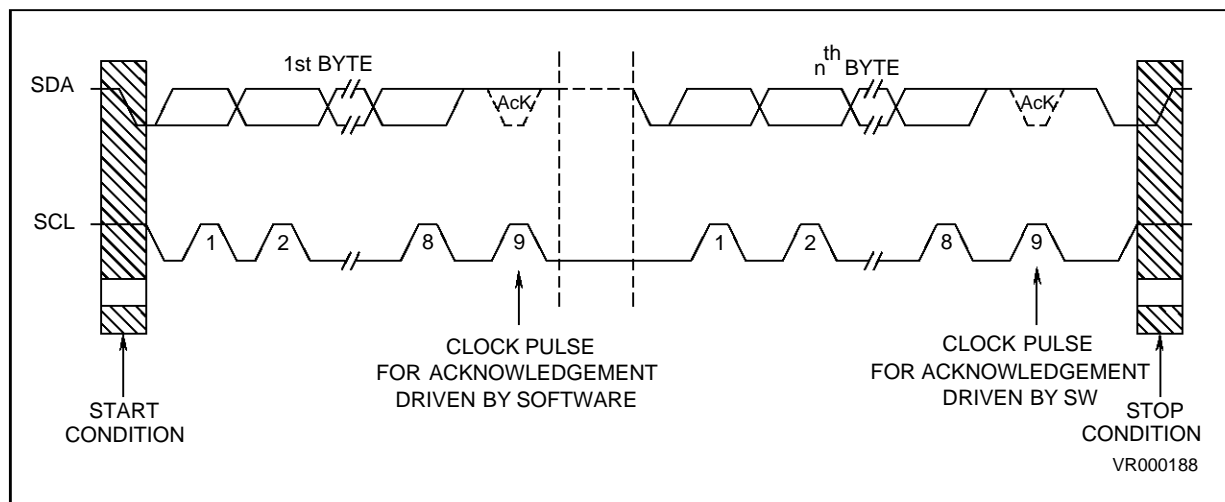 1st BYTE
nth BYTE
SDA
AcK
AcK
SCL
1
2
8
9
1
2
8
9
CLOCK PULSE
FOR ACKNOWLEDGEMENT
DRIVEN BY SOFTWARE
CLOCK PULSE
FOR ACKNOWLEDGEMENT
DRIVEN BY SW
START
CONDITION
STOP
CONDITION
VR000188